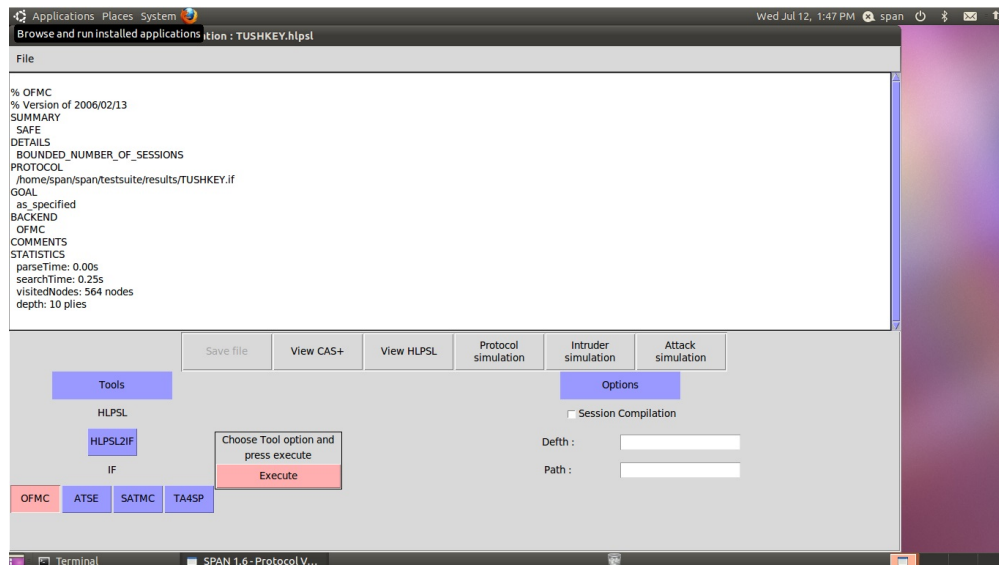 Applications Places System
Wed Jul 12, 1:47 PM span
Browse and run installed applications
tion : TUSHKEY.hlpsl
File
% OFMC
% Version of 2006/02/13
SUMMARY
SAFE
DETAILS
BOUNDED_NUMBER_OF_SESSIONS
PROTOCOL
/home/span/span/testsuite/results/TUSHKEY.if
GOAL
as_specified
BACKEND
OFMC
COMMENTS
STATISTICS
parseTime: 0.00s
searchTime: 0.25s
visitedNodes: 564 nodes
depth: 10 plies
Save file
View CAS+
View HLPSL
Protocol
simulation
Intruder
simulation
Attack
simulation
Tools
Options
HLPSL
Session Compilation
HLPSL2IF
Choose Tool option and
press execute
Execute
Defth :
IF
Path :
OFMC
ATSE
SATMC
TA4SP
Terminal
SPAN 1.6 - Protocol V...